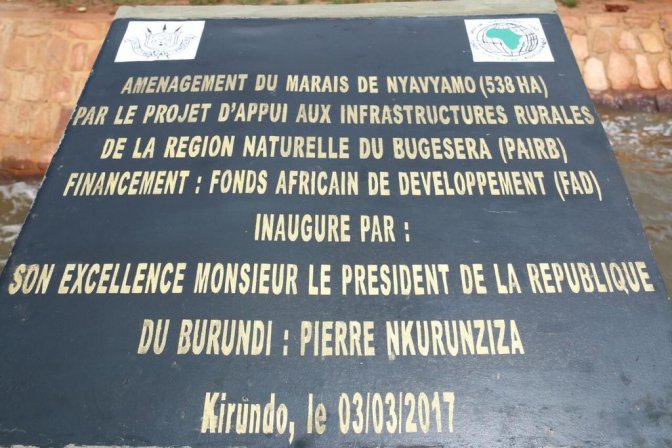 AMENAGEMENT DU MARAIS DE NYAVYAMO (538 HA)
PAR LE PROJET D'APPUI AUX INFRASTRUCTURES RURALES
DE LA REGION NATURELLE DU BUGESERA (PAIRB)
FINANCEMENT : FONDS AFRICAIN DE DEVELOPPEMENT (FAD)
INAUGURE PAR :
SON EXCELLENCE MONSIEUR LE PRESIDENT DE LA REPUBLIQUE
DU BURUNDI : PIERRE NKURUNZIZA
Kirundo, le 03/03/2017